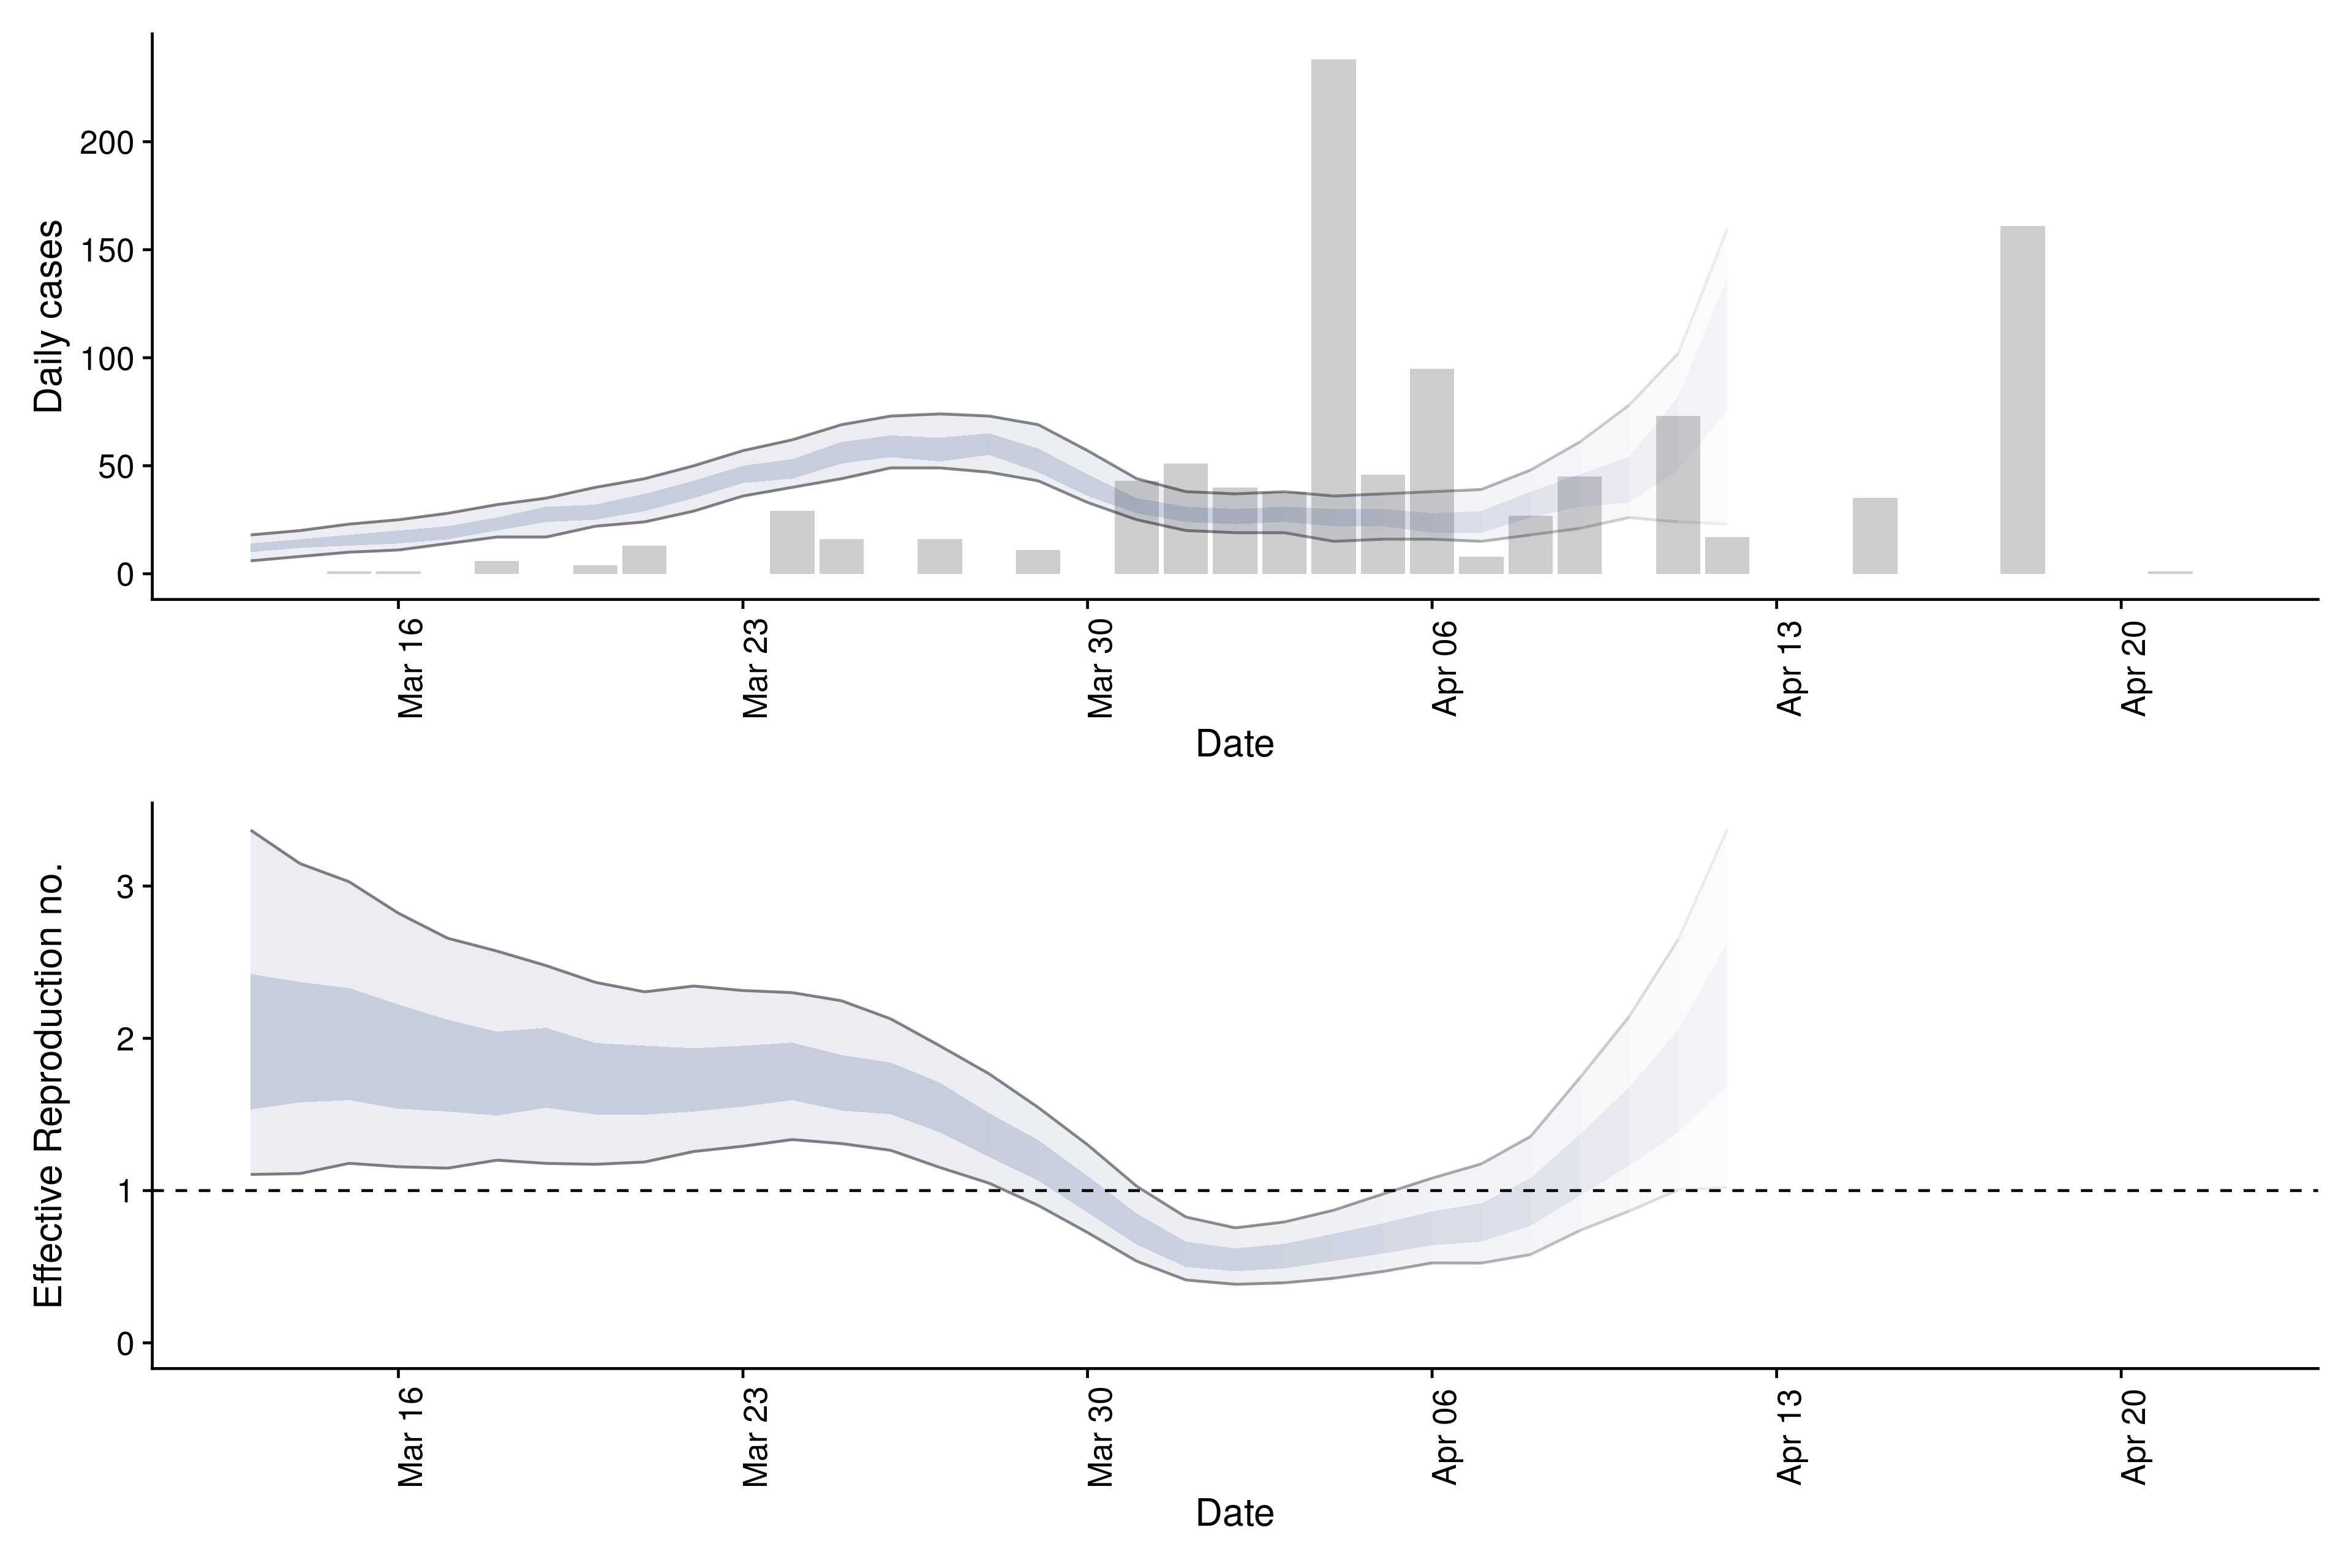 Daily cases
200
150
100
50
0
Mar 16
Mar 23
Mar 30
Apr 06
Apr 13
Apr 20
Date
Effective Reproduction no.
3
2
1
0
Mar 16
Mar 23
Mar 30
Apr 06
Apr 13
Apr 20
Date